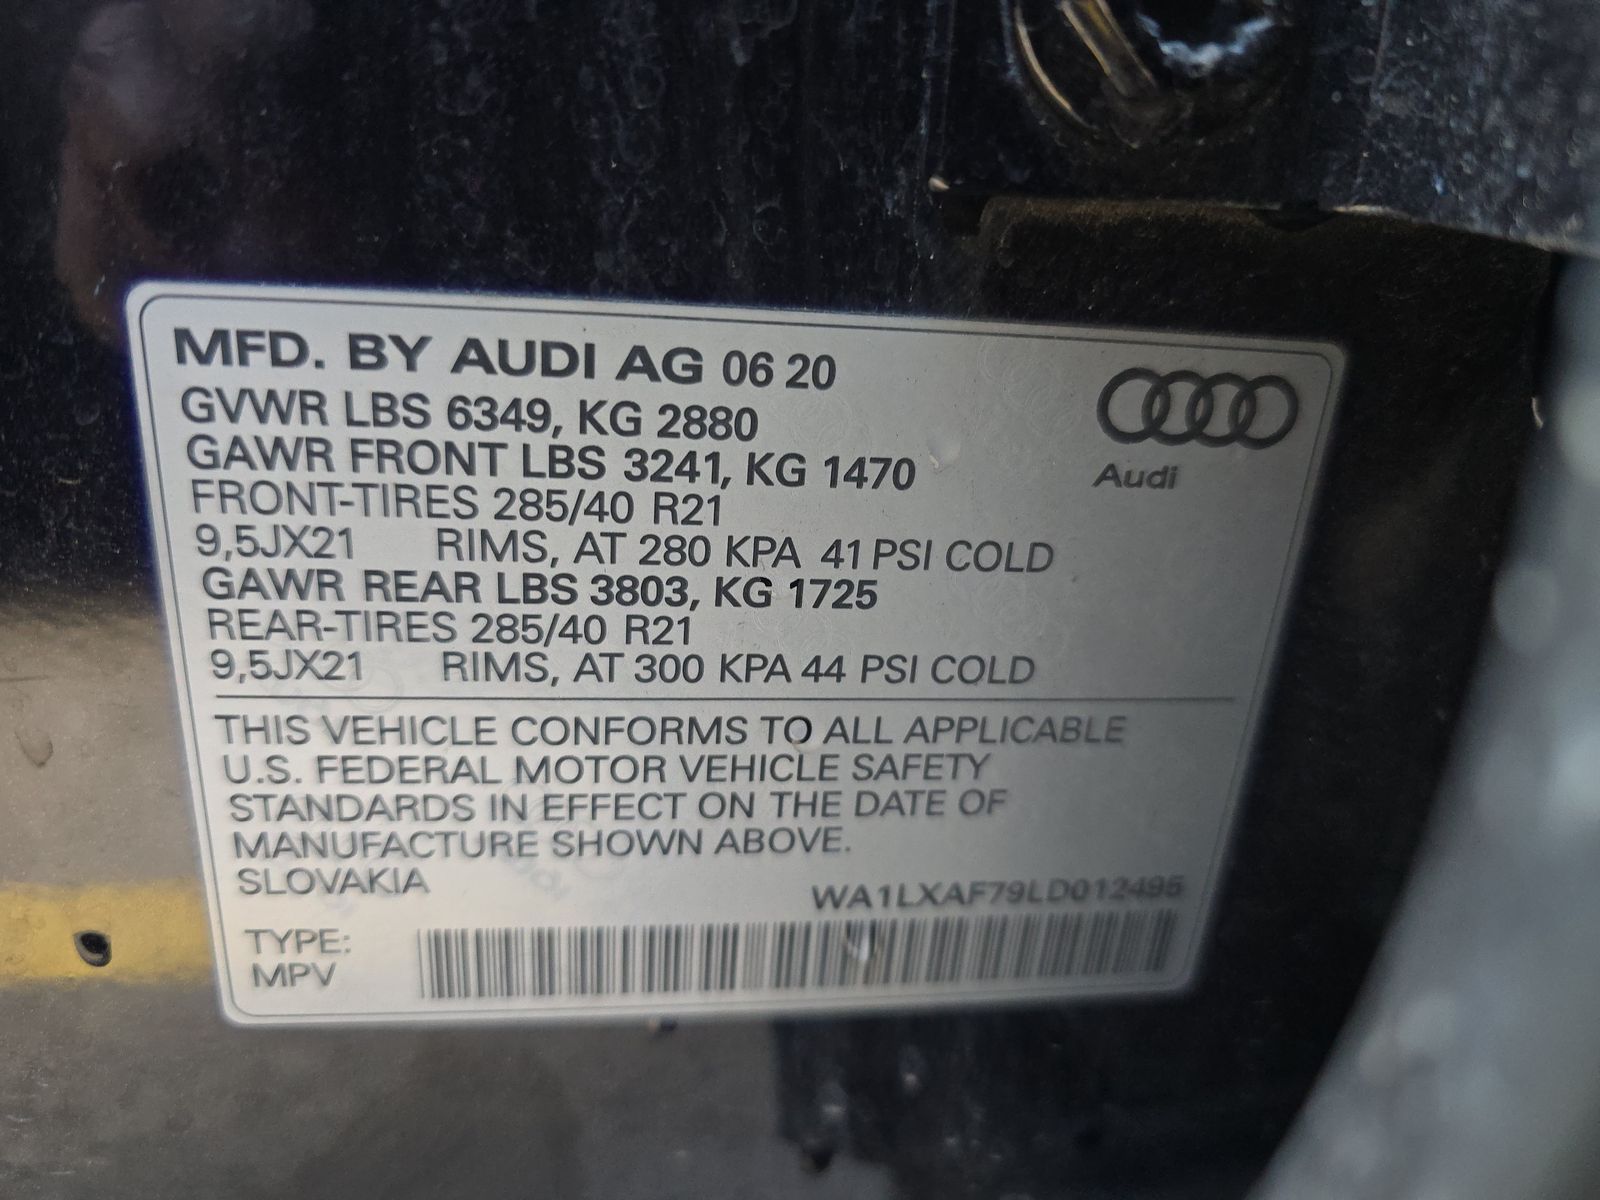 MFD. BY AUDI AG 06 20
GVWR LBS 6349, KG 2880
GAWR FRONT LBS 3241, KG 1470
FRONT-TIRES 285/40 R21
9,5JX21 RIMS, AT 280 KPA 41 PSI COLD
GAWR REAR LBS 3803, KG 1725
REAR-TIRES 285/40 R21
9,5JX21 RIMS, AT 300 KPA 44 PSI COLD
Audi
THIS VEHICLE CONFORMS TO ALL APPLICABLE
U.S. FEDERAL MOTOR VEHICLE SAFETY
STANDARDS IN EFFECT ON THE DATE OF
MANUFACTURE SHOWN ABOVE.
SLOVAKIA
WA1LXAF79LD012495
TYPE:
MPV